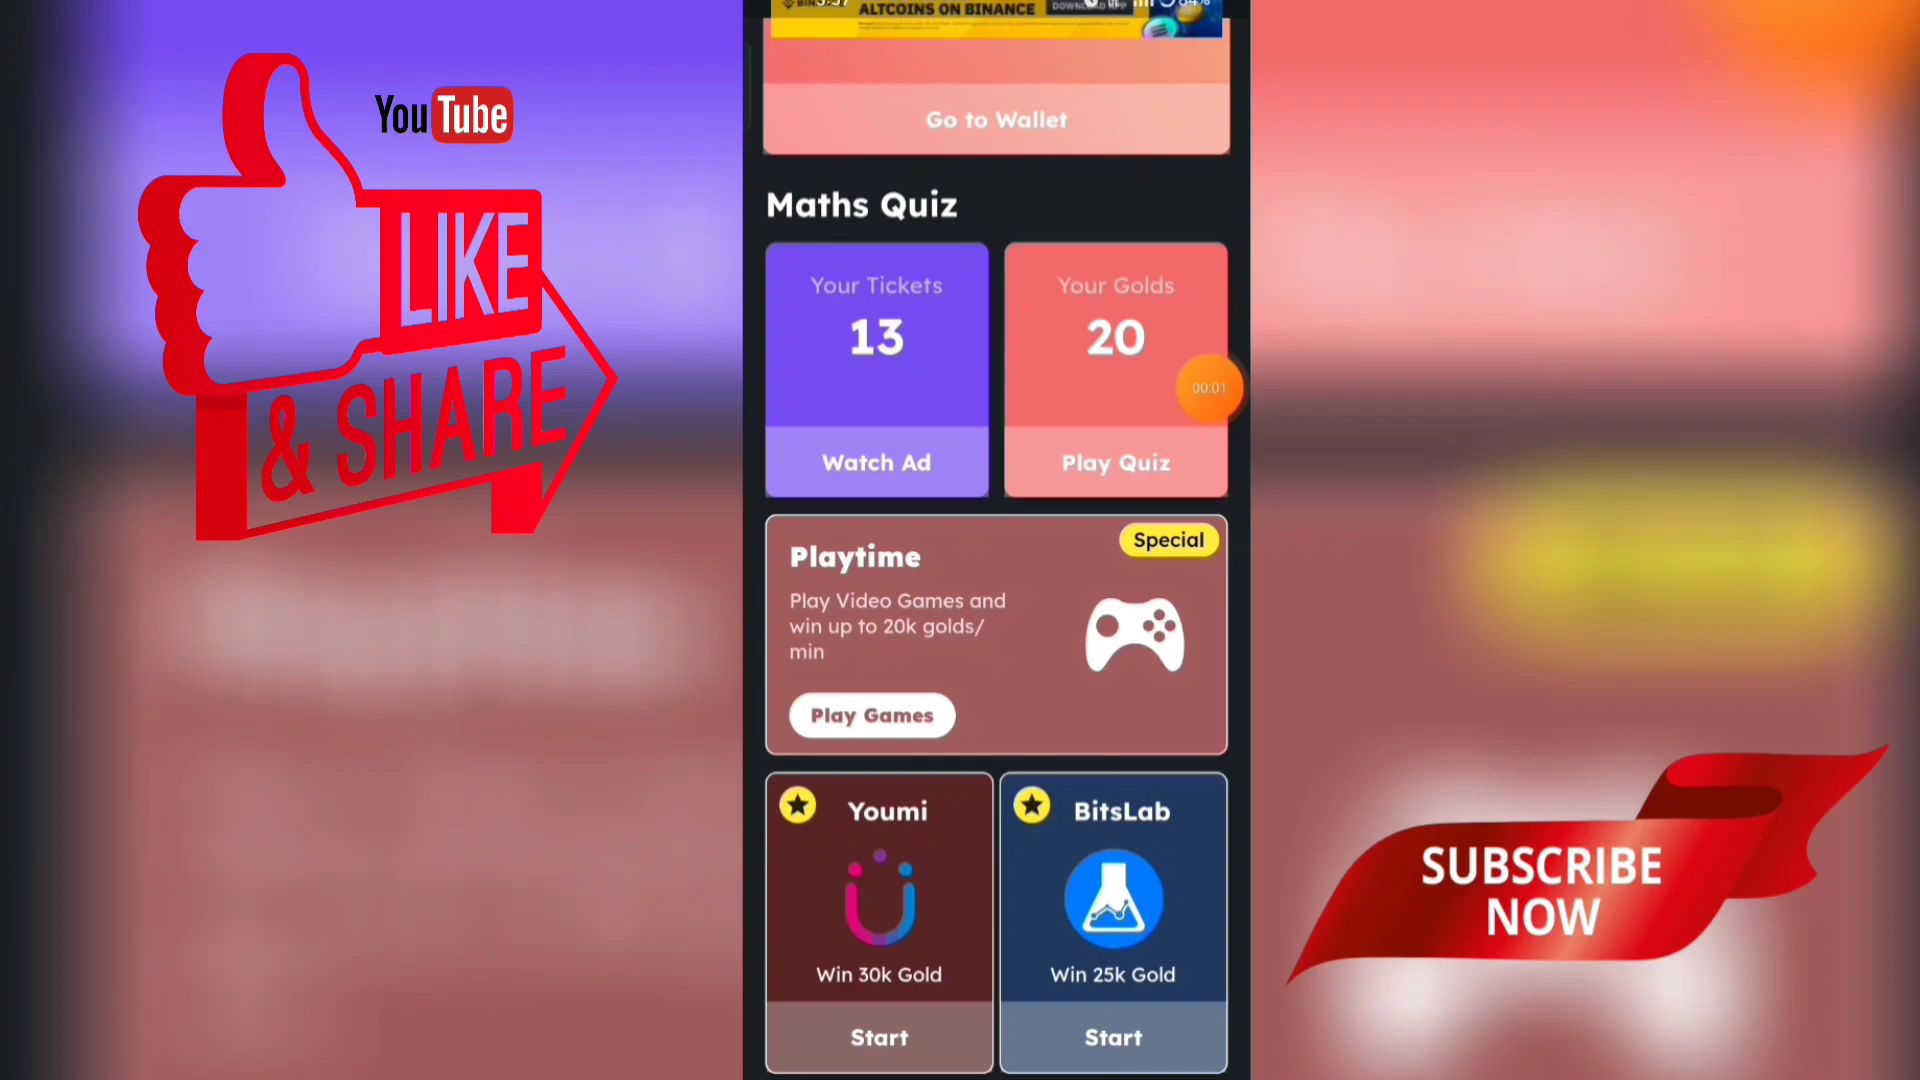 ALTCOINS ON BINANCE
Go to Wallet
YouTube
LIKE
& SHARE
Maths Quiz
Your Tickets
13
Watch Ad
Your Golds
20
00:01
Play Quiz
Special
Playtime
Play Video Games and
win up to 20k golds/
min
Play Games
Youmi
Win 30k Gold
Start
BitsLab
Win 25k Gold
Start
SUBSCRIBE
NOW